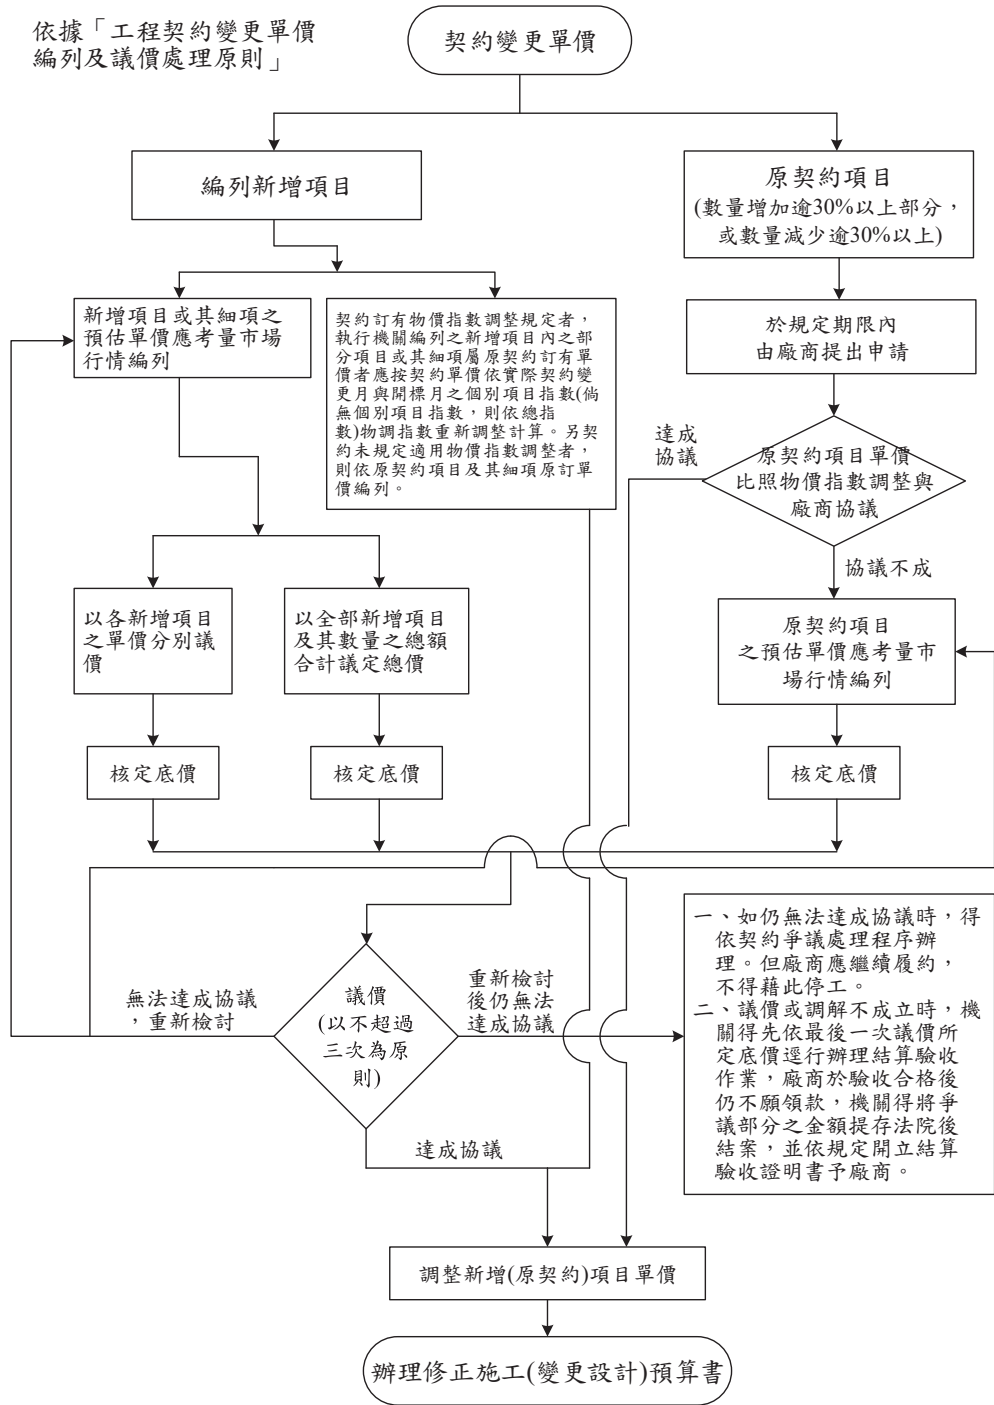 依據「工程契約變更單價
編列及議價處理原則」
契約變更單價
編列新增項目
原契約項目
(數量增加逾30%以上部分，
或數量減少逾30%以上)
新增項目或其細項之
預估單價應考量市場
行情編列
契約訂有物價指數調整規定者，
執行機關編列之新增項目內之部
分項目或其細項屬原契約訂有單
價者應按契約單價依實際契約變
更月與開標月之個別項目指數(倘
無個別項目指數，則依總指
數)物調指數重新調整計算。另契
約未規定適用物價指數調整者，
則依原契約項目及其細項原訂單
價編列。
於規定期限內
由廠商提出申請
達成
協議
原契約項目單價
比照物價指數調整與
廠商協議
協議不成
以各新增項目
之單價分別議
價
以全部新增項目
及其數量之總額
合計議定總價
原契約項目
之預估單價應考量市
場行情編列
核定底價
核定底價
核定底價
無法達成協議
，重新檢討
議價
(以不超過
三次為原
則)
重新檢討
後仍無法
達成協議
一、如仍無法達成協議時，得
依契約爭議處理程序辦
理。但廠商應繼續履約，
不得藉此停工。
二、議價或調解不成立時，機
關得先依最後一次議價所
定底價逕行辦理結算驗收
作業，廠商於驗收合格後
仍不願領款，機關得將爭
議部分之金額提存法院後
結案，並依規定開立結算
驗收證明書予廠商。
達成協議
調整新增(原契約)項目單價
辦理修正施工(變更設計)預算書